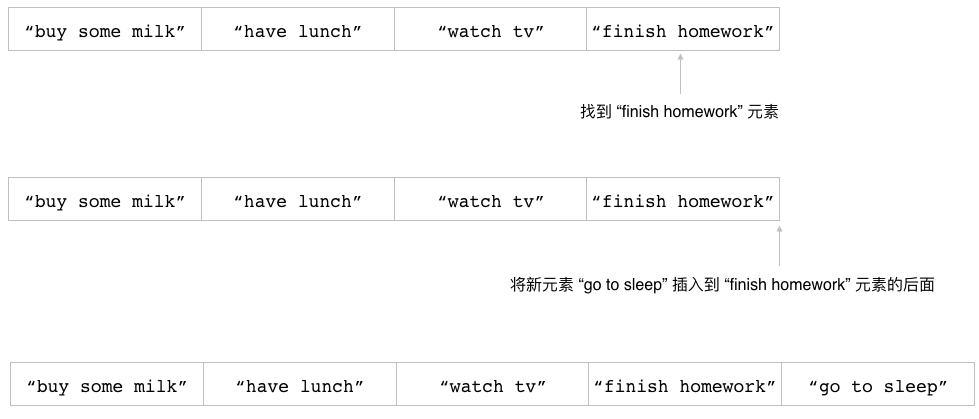 “buy some milk” “have lunch” “watch tv” “finish homework”
找到 “finish homework” 元素
“buy some milk” “have lunch” “watch tv” “finish homework”
将新元素 “go to sleep” 插入到 “finish homework” 元素的后面
“buy some milk” “have lunch” “watch tv” “finish homework” “go to sleep”